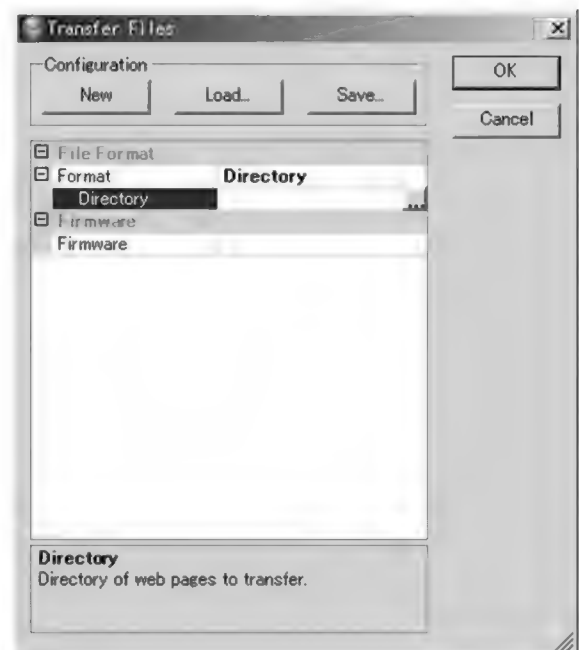 Transfer Files
Configuration
New
Load...
Save...
OK
Cancel
File Format
Format
Directory
Directory
...
Firmware
Firmware
Directory
Directory of web pages to transfer.